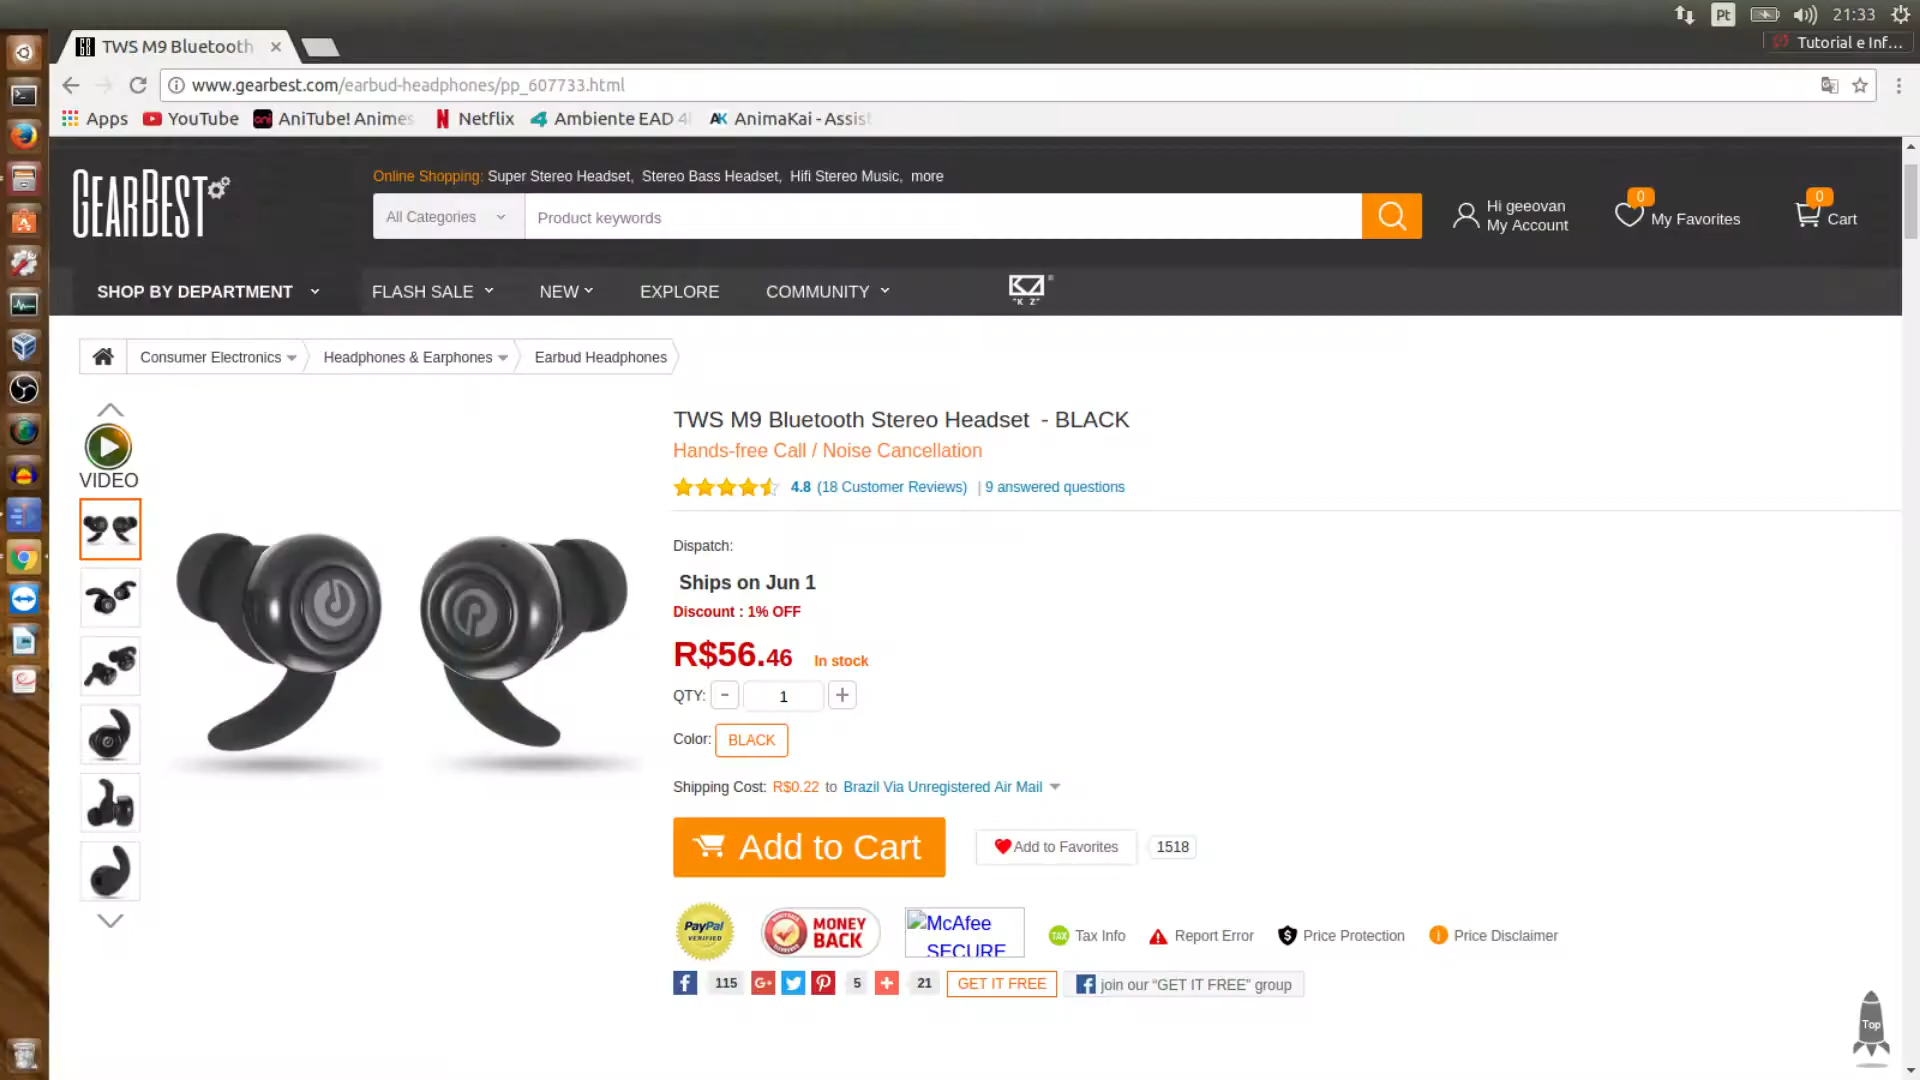 Pt
21:33
TWS M9 Bluetooth
Tutorial e Inf...
www.gearbest.com/earbud-headphones/pp_607733.html
Apps YouTube AniTube! Animes Netflix Ambiente EAD 4 AnimaKai - Assist
GEARBEST
Online Shopping: Super Stereo Headset, Stereo Bass Headset, Hifi Stereo Music, more
All Categories Product keywords
Hi geeovan
My Account
0
My Favorites
0
Cart
SHOP BY DEPARTMENT FLASH SALE NEW EXPLORE COMMUNITY KZ
"K Z"
Consumer Electronics Headphones & Earphones Earbud Headphones
VIDEO
TWS M9 Bluetooth Stereo Headset - BLACK
Hands-free Call / Noise Cancellation
4.8 (18 Customer Reviews) | 9 answered questions
Dispatch:
Ships on Jun 1
Discount : 1% OFF
R$56.46 In stock
QTY: - 1 +
Color: BLACK
Shipping Cost: R$0.22 to Brazil Via Unregistered Air Mail
Add to Cart
Add to Favorites 1518
PayPal
VERIFIED
MONEY
BACK
McAfee
SECURE
TAX Tax Info Report Error Price Protection Price Disclaimer
f 115 G+ 5 + 21 GET IT FREE f join our “GET IT FREE” group
Top